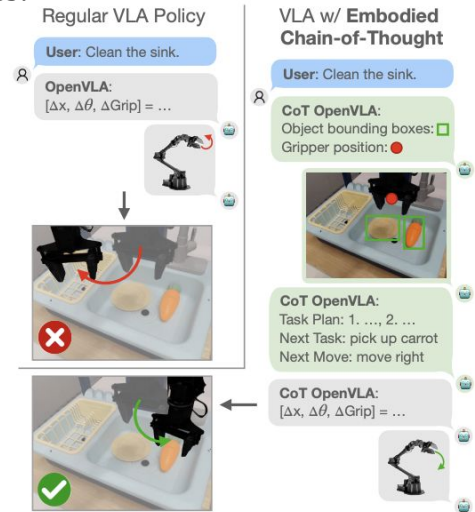 Regular VLA Policy
User: Clean the sink.
OpenVLA:
[Δx, Δθ, ΔGrip] = ...
VLA w/ Embodied
Chain-of-Thought
User: Clean the sink.
CoT OpenVLA:
Object bounding boxes:
Gripper position:
CoT OpenVLA:
Task Plan: 1. ..., 2. ...
Next Task: pick up carrot
Next Move: move right
CoT OpenVLA:
[Δx, Δθ, ΔGrip] = ...